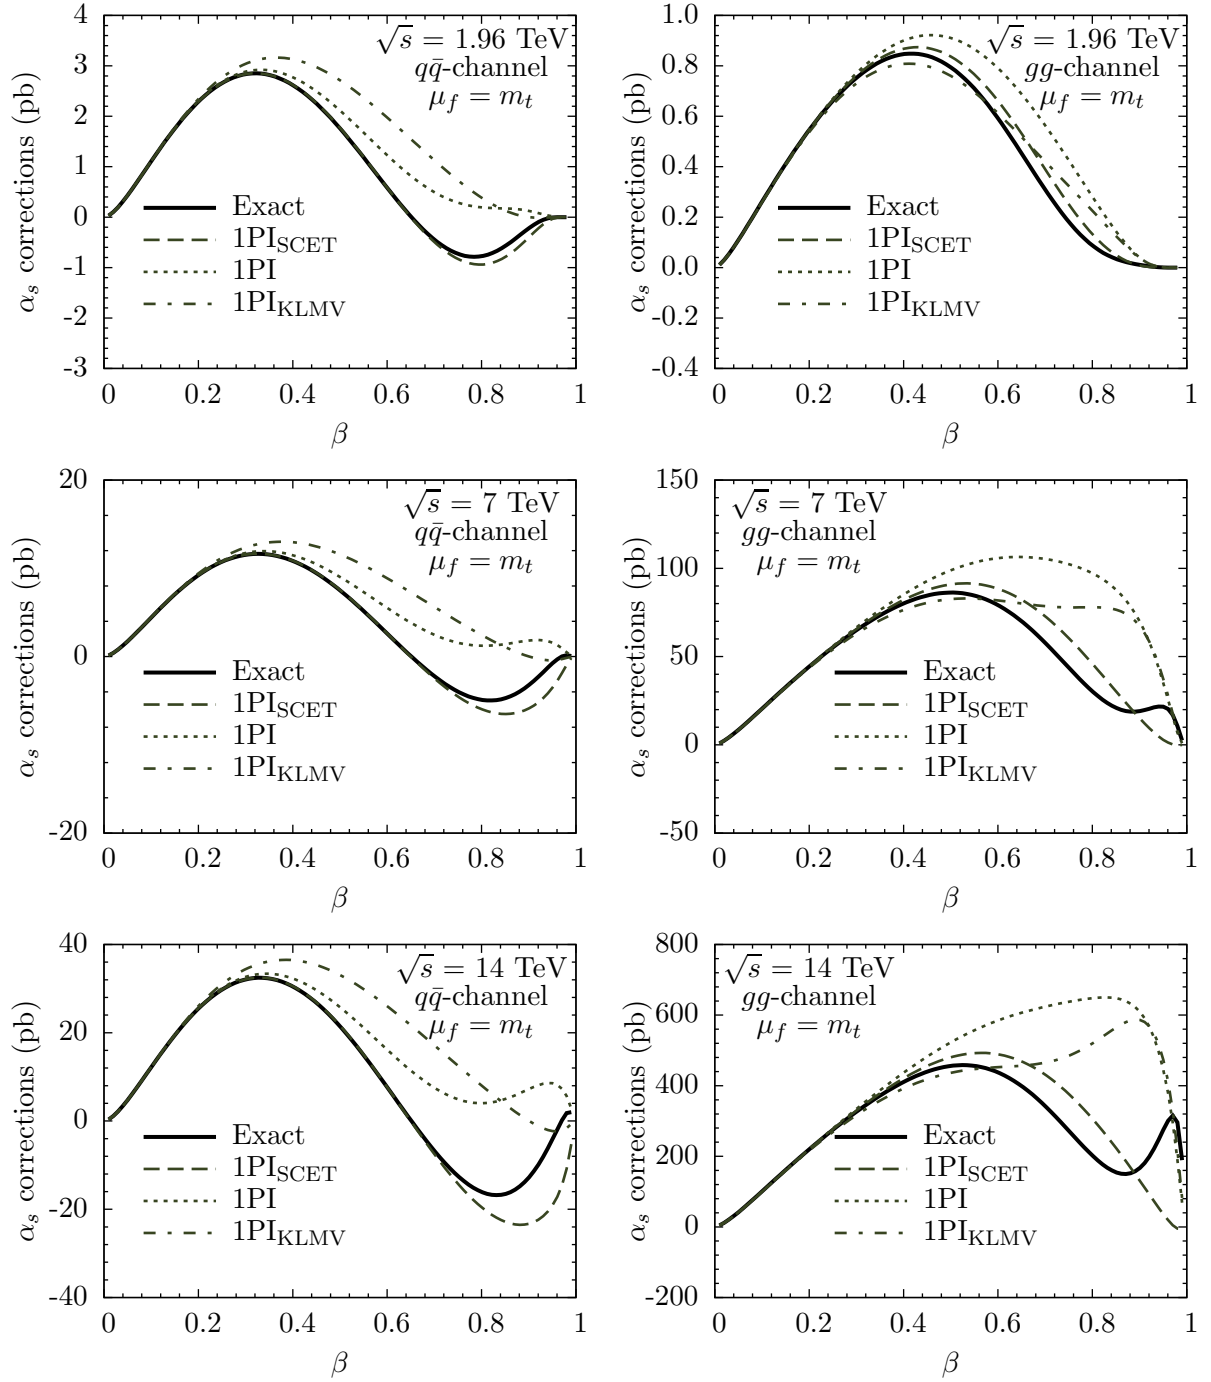 4
3
2
1
0
-1
-2
-3
α_s corrections (pb)
√s = 1.96 TeV
qq̄-channel
μ_f = m_t
Exact
1PI_SCET
1PI
1PI_KLMV
0 0.2 0.4 0.6 0.8 1
β
1.0
0.8
0.6
0.4
0.2
0.0
-0.2
-0.4
α_s corrections (pb)
√s = 1.96 TeV
gg-channel
μ_f = m_t
Exact
1PI_SCET
1PI
1PI_KLMV
0 0.2 0.4 0.6 0.8 1
β
20
0
-20
α_s corrections (pb)
√s = 7 TeV
qq̄-channel
μ_f = m_t
Exact
1PI_SCET
1PI
1PI_KLMV
0 0.2 0.4 0.6 0.8 1
β
150
100
50
0
-50
α_s corrections (pb)
√s = 7 TeV
gg-channel
μ_f = m_t
Exact
1PI_SCET
1PI
1PI_KLMV
0 0.2 0.4 0.6 0.8 1
β
40
20
0
-20
-40
α_s corrections (pb)
√s = 14 TeV
qq̄-channel
μ_f = m_t
Exact
1PI_SCET
1PI
1PI_KLMV
0 0.2 0.4 0.6 0.8 1
β
800
600
400
200
0
-200
α_s corrections (pb)
√s = 14 TeV
gg-channel
μ_f = m_t
Exact
1PI_SCET
1PI
1PI_KLMV
0 0.2 0.4 0.6 0.8 1
β